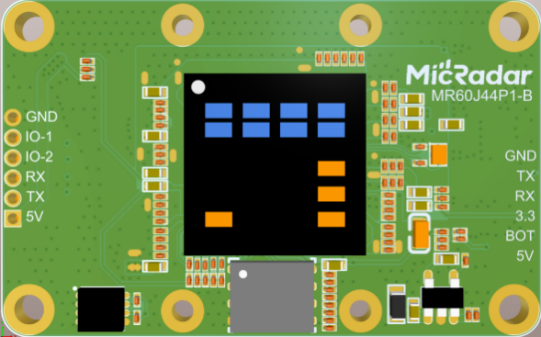 MicRadar
MR60J44P1-B
GND
IO-1
IO-2
RX
TX
5V
GND
TX
RX
3.3
BOT
5V